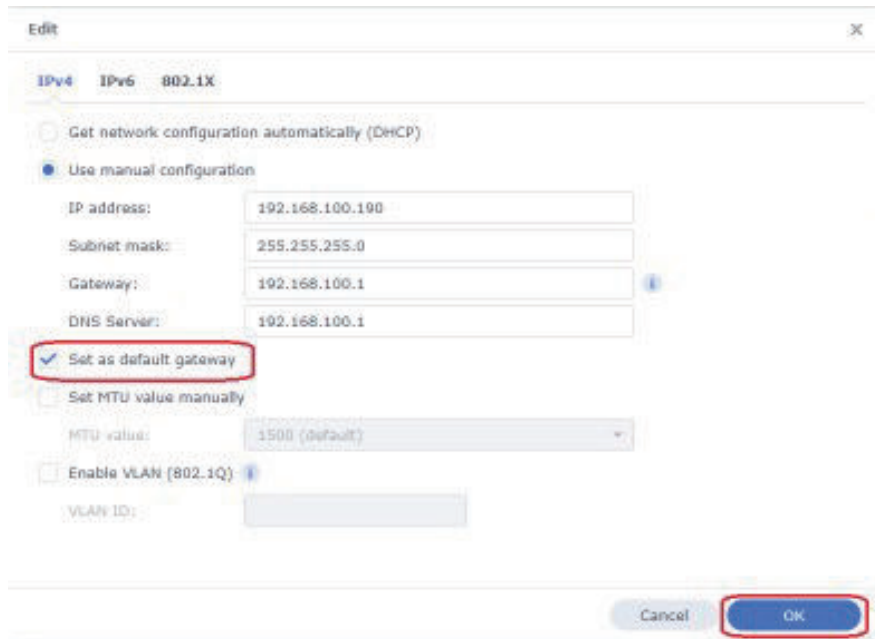 Edit
IPv4 IPv6 802.1X
Get network configuration automatically (DHCP)
Use manual configuration
IP address: 192.168.100.190
Subnet mask: 255.255.255.0
Gateway: 192.168.100.1
DNS Server: 192.168.100.1
Set as default gateway
Set MTU value manually
MTU value: 1500 (default)
Enable VLAN (802.1Q)
VLAN ID:
Cancel OK